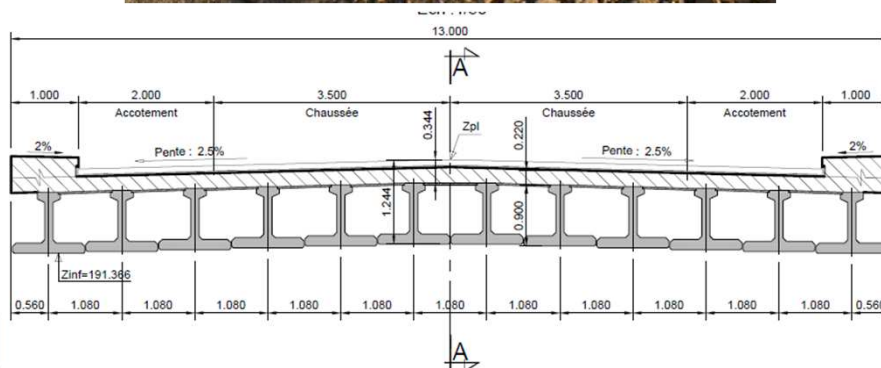 13.000
A
1.000 2.000 3.500 3.500 2.000 1.000
Accotement Chaussée Chaussée Accotement
0.344 Zpl 0.220
2% Pente : 2.5% Pente : 2.5% 2%
1.244 0.900
Zinf=191.366
0.560 1.080 1.080 1.080 1.080 1.080 1.080 1.080 1.080 1.080 1.080 1.080 0.560
A